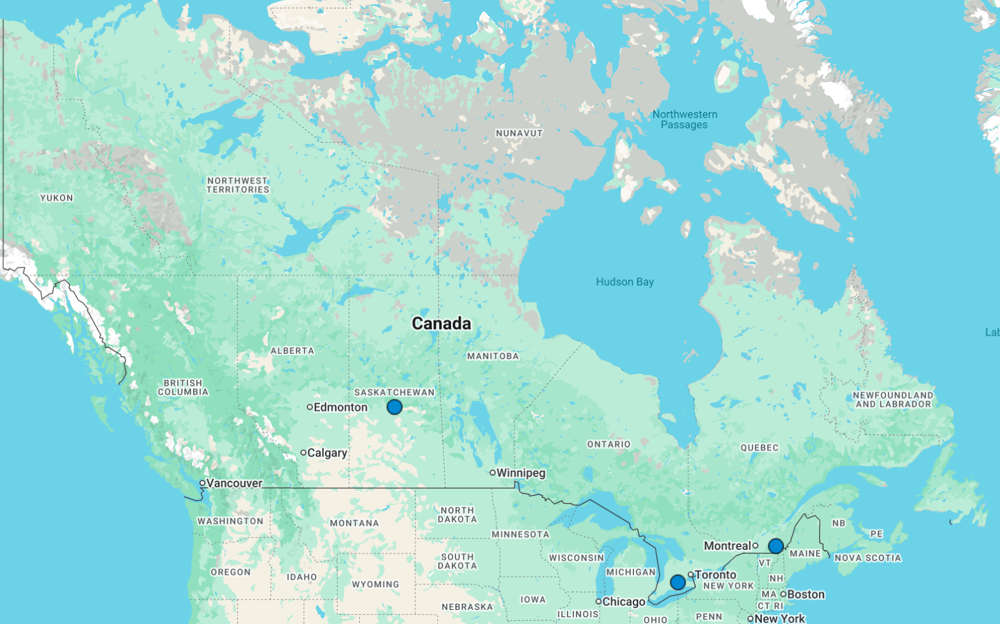 Northwestern
Passages
NUNAVUT
NORTHWEST
TERRITORIES
YUKON
Hudson Bay
Canada
Lab
ALBERTA
MANITOBA
BRITISH
COLUMBIA
SASKATCHEWAN
NEWFOUNDLAND
AND LABRADOR
Edmonton
ONTARIO
QUEBEC
Calgary
Winnipeg
Vancouver
NORTH
DAKOTA
WASHINGTON
MONTANA
NB
MINNESOTA
PE
Montreal
MAINE
NOVA SCOTIA
WISCONSIN
SOUTH
DAKOTA
VT
OREGON
MICHIGAN
Toronto
IDAHO
NH
WYOMING
NEW YORK
MA
Boston
IOWA
Chicago
CT RI
NEBRASKA
ILLINOIS
PENN
OHIO
New York